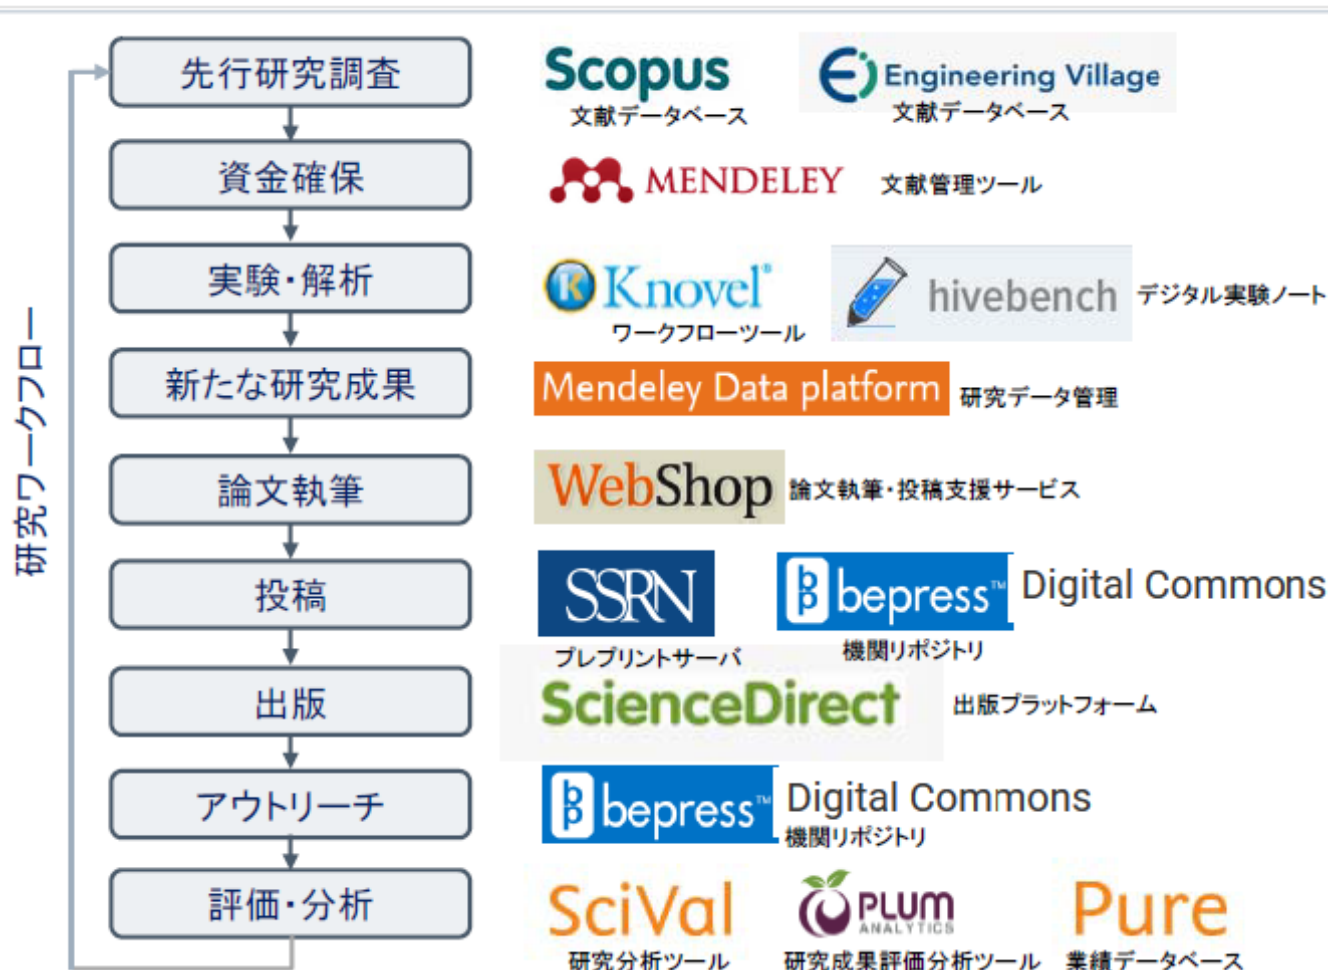 研究ワークフロー
先行研究調査
Scopus
文献データベース
Engineering Village
文献データベース
資金確保
MENDELEY
文献管理ツール
実験・解析
Knovel®
ワークフローツール
hivebench
デジタル実験ノート
新たな研究成果
Mendeley Data platform
研究データ管理
論文執筆
WebShop
論文執筆・投稿支援サービス
投稿
SSRN
プレプリントサーバ
bepress™ Digital Commons
機関リポジトリ
出版
ScienceDirect
出版プラットフォーム
アウトリーチ
bepress™ Digital Commons
機関リポジトリ
評価・分析
SciVal
研究分析ツール
PLUM
ANALYTICS
研究成果評価分析ツール
Pure
業績データベース